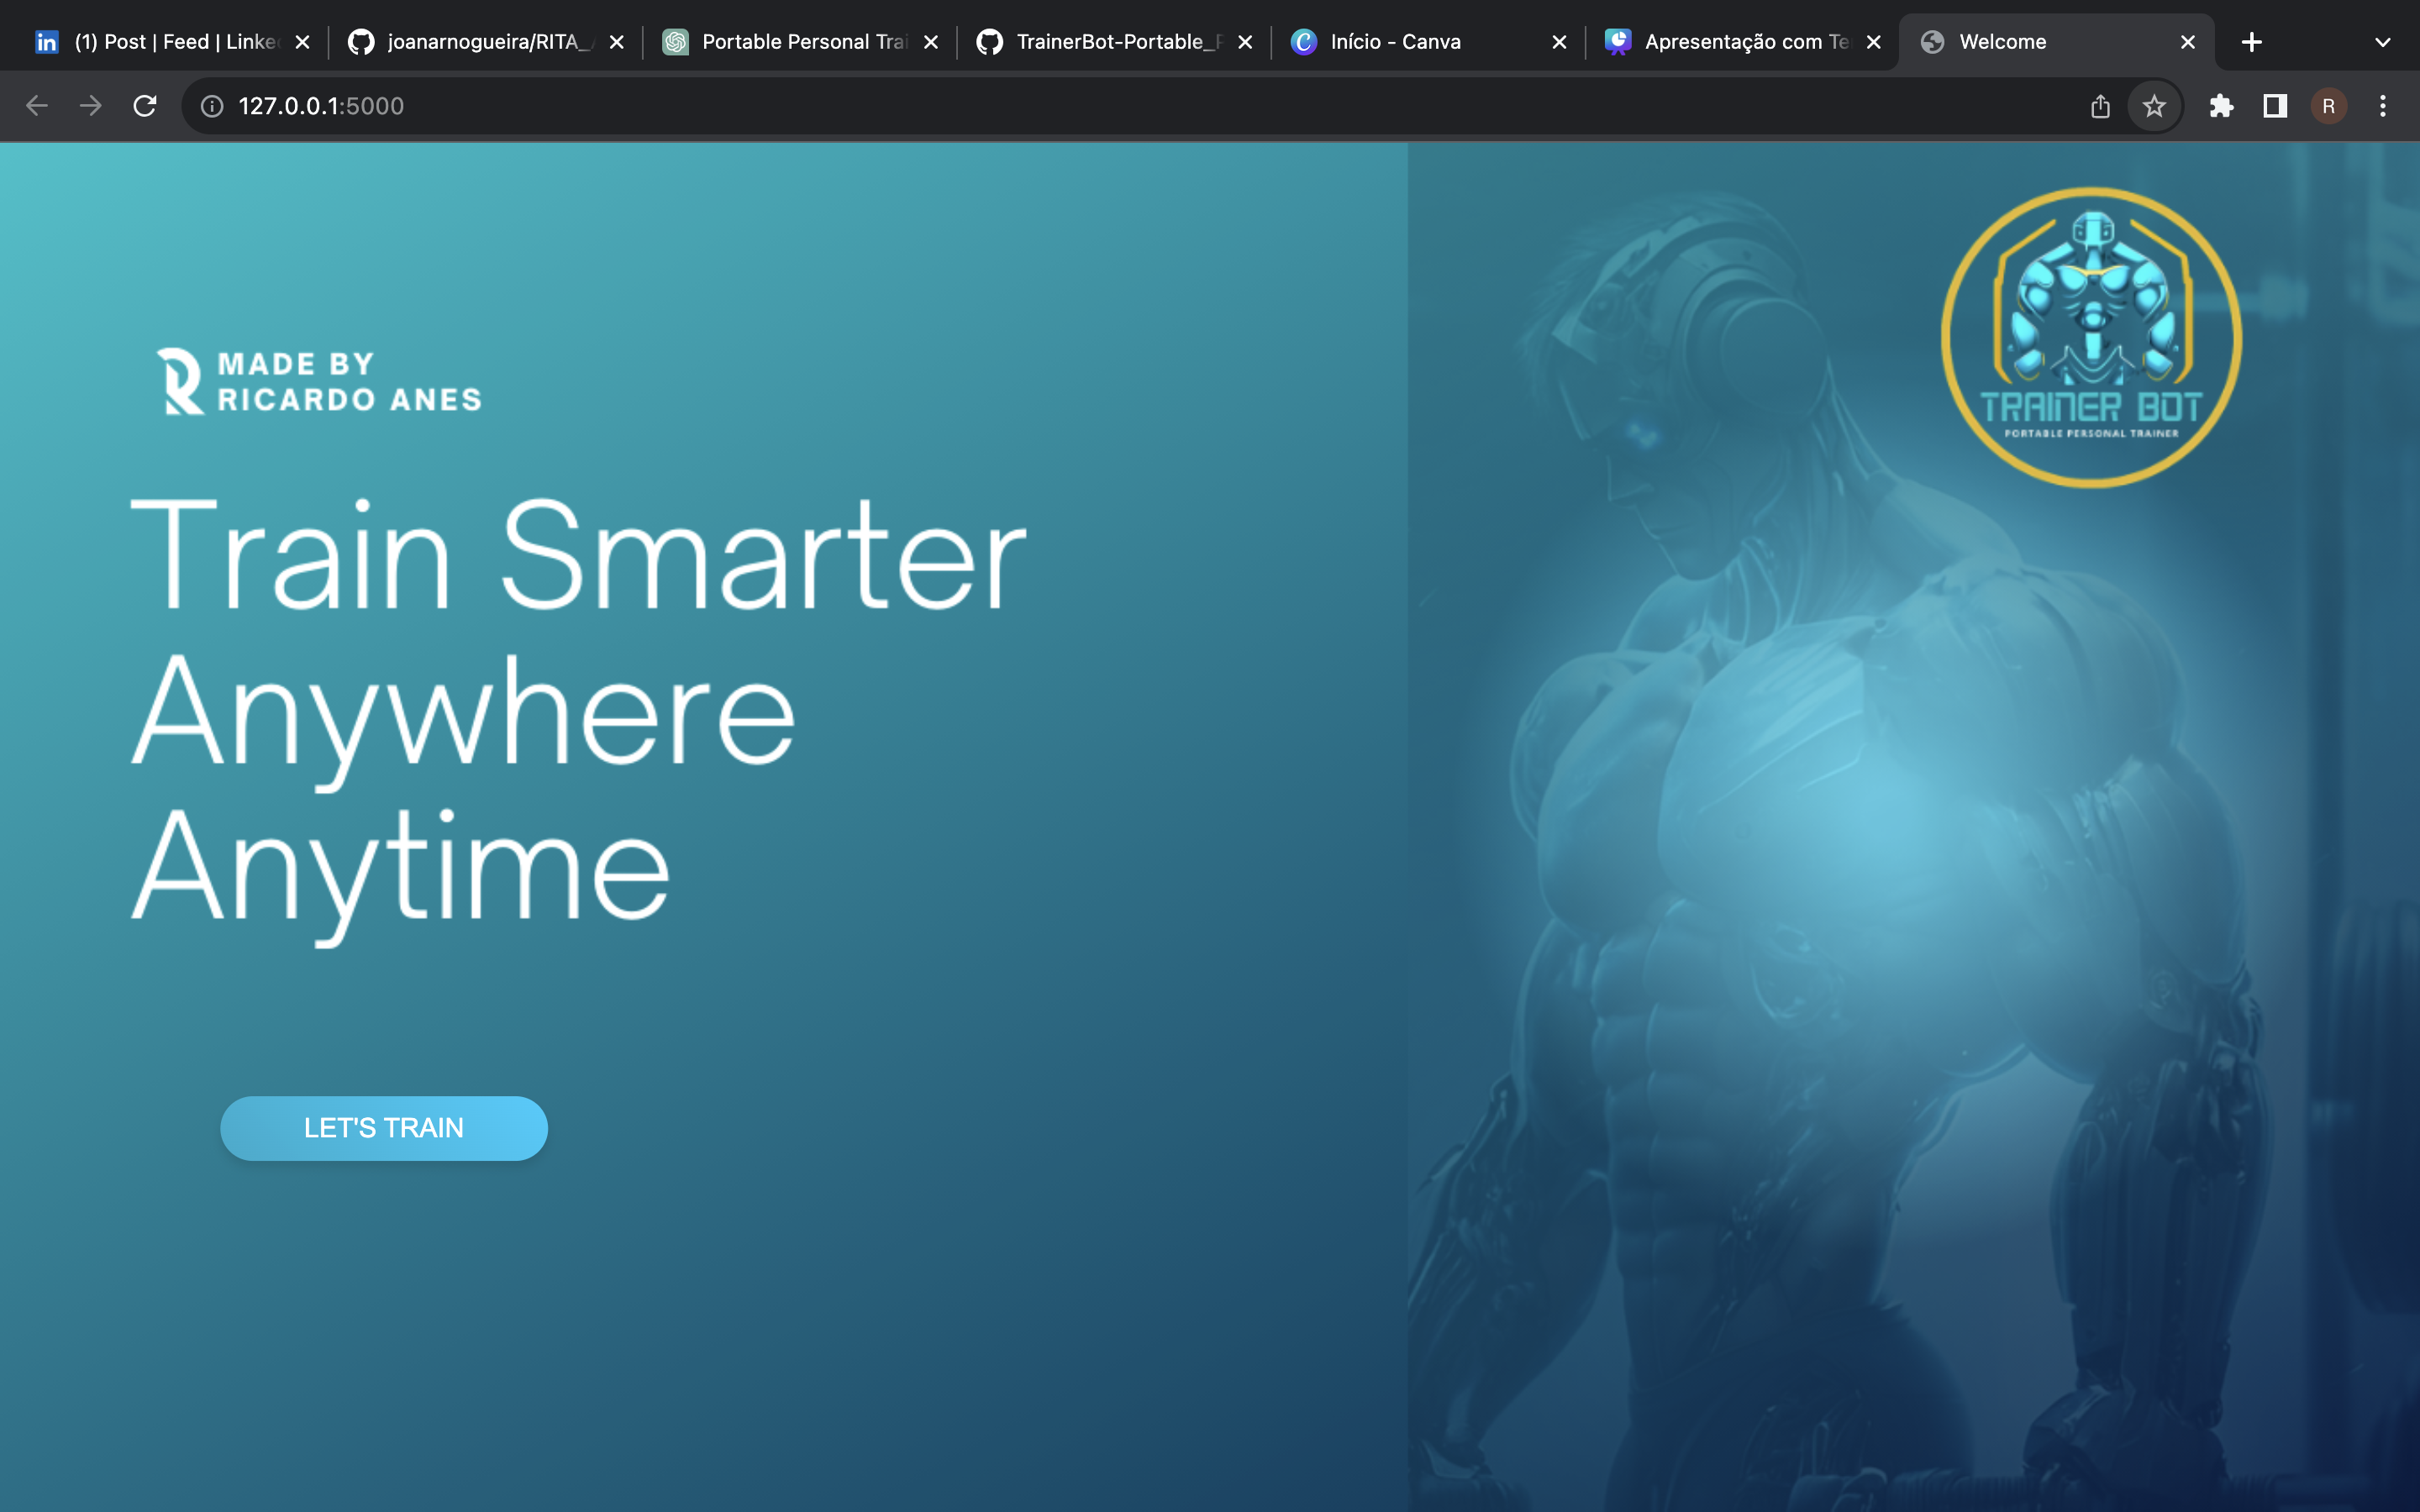 (1) Post | Feed | Linke
joanarnogueira/RITA_
Portable Personal Trai
TrainerBot-Portable_P
Início - Canva
Apresentação com Te
Welcome
127.0.0.1:5000
R
MADE BY
RICARDO ANES
TRAINER BOT
PORTABLE PERSONAL TRAINER
Train Smarter
Anywhere
Anytime
LET'S TRAIN